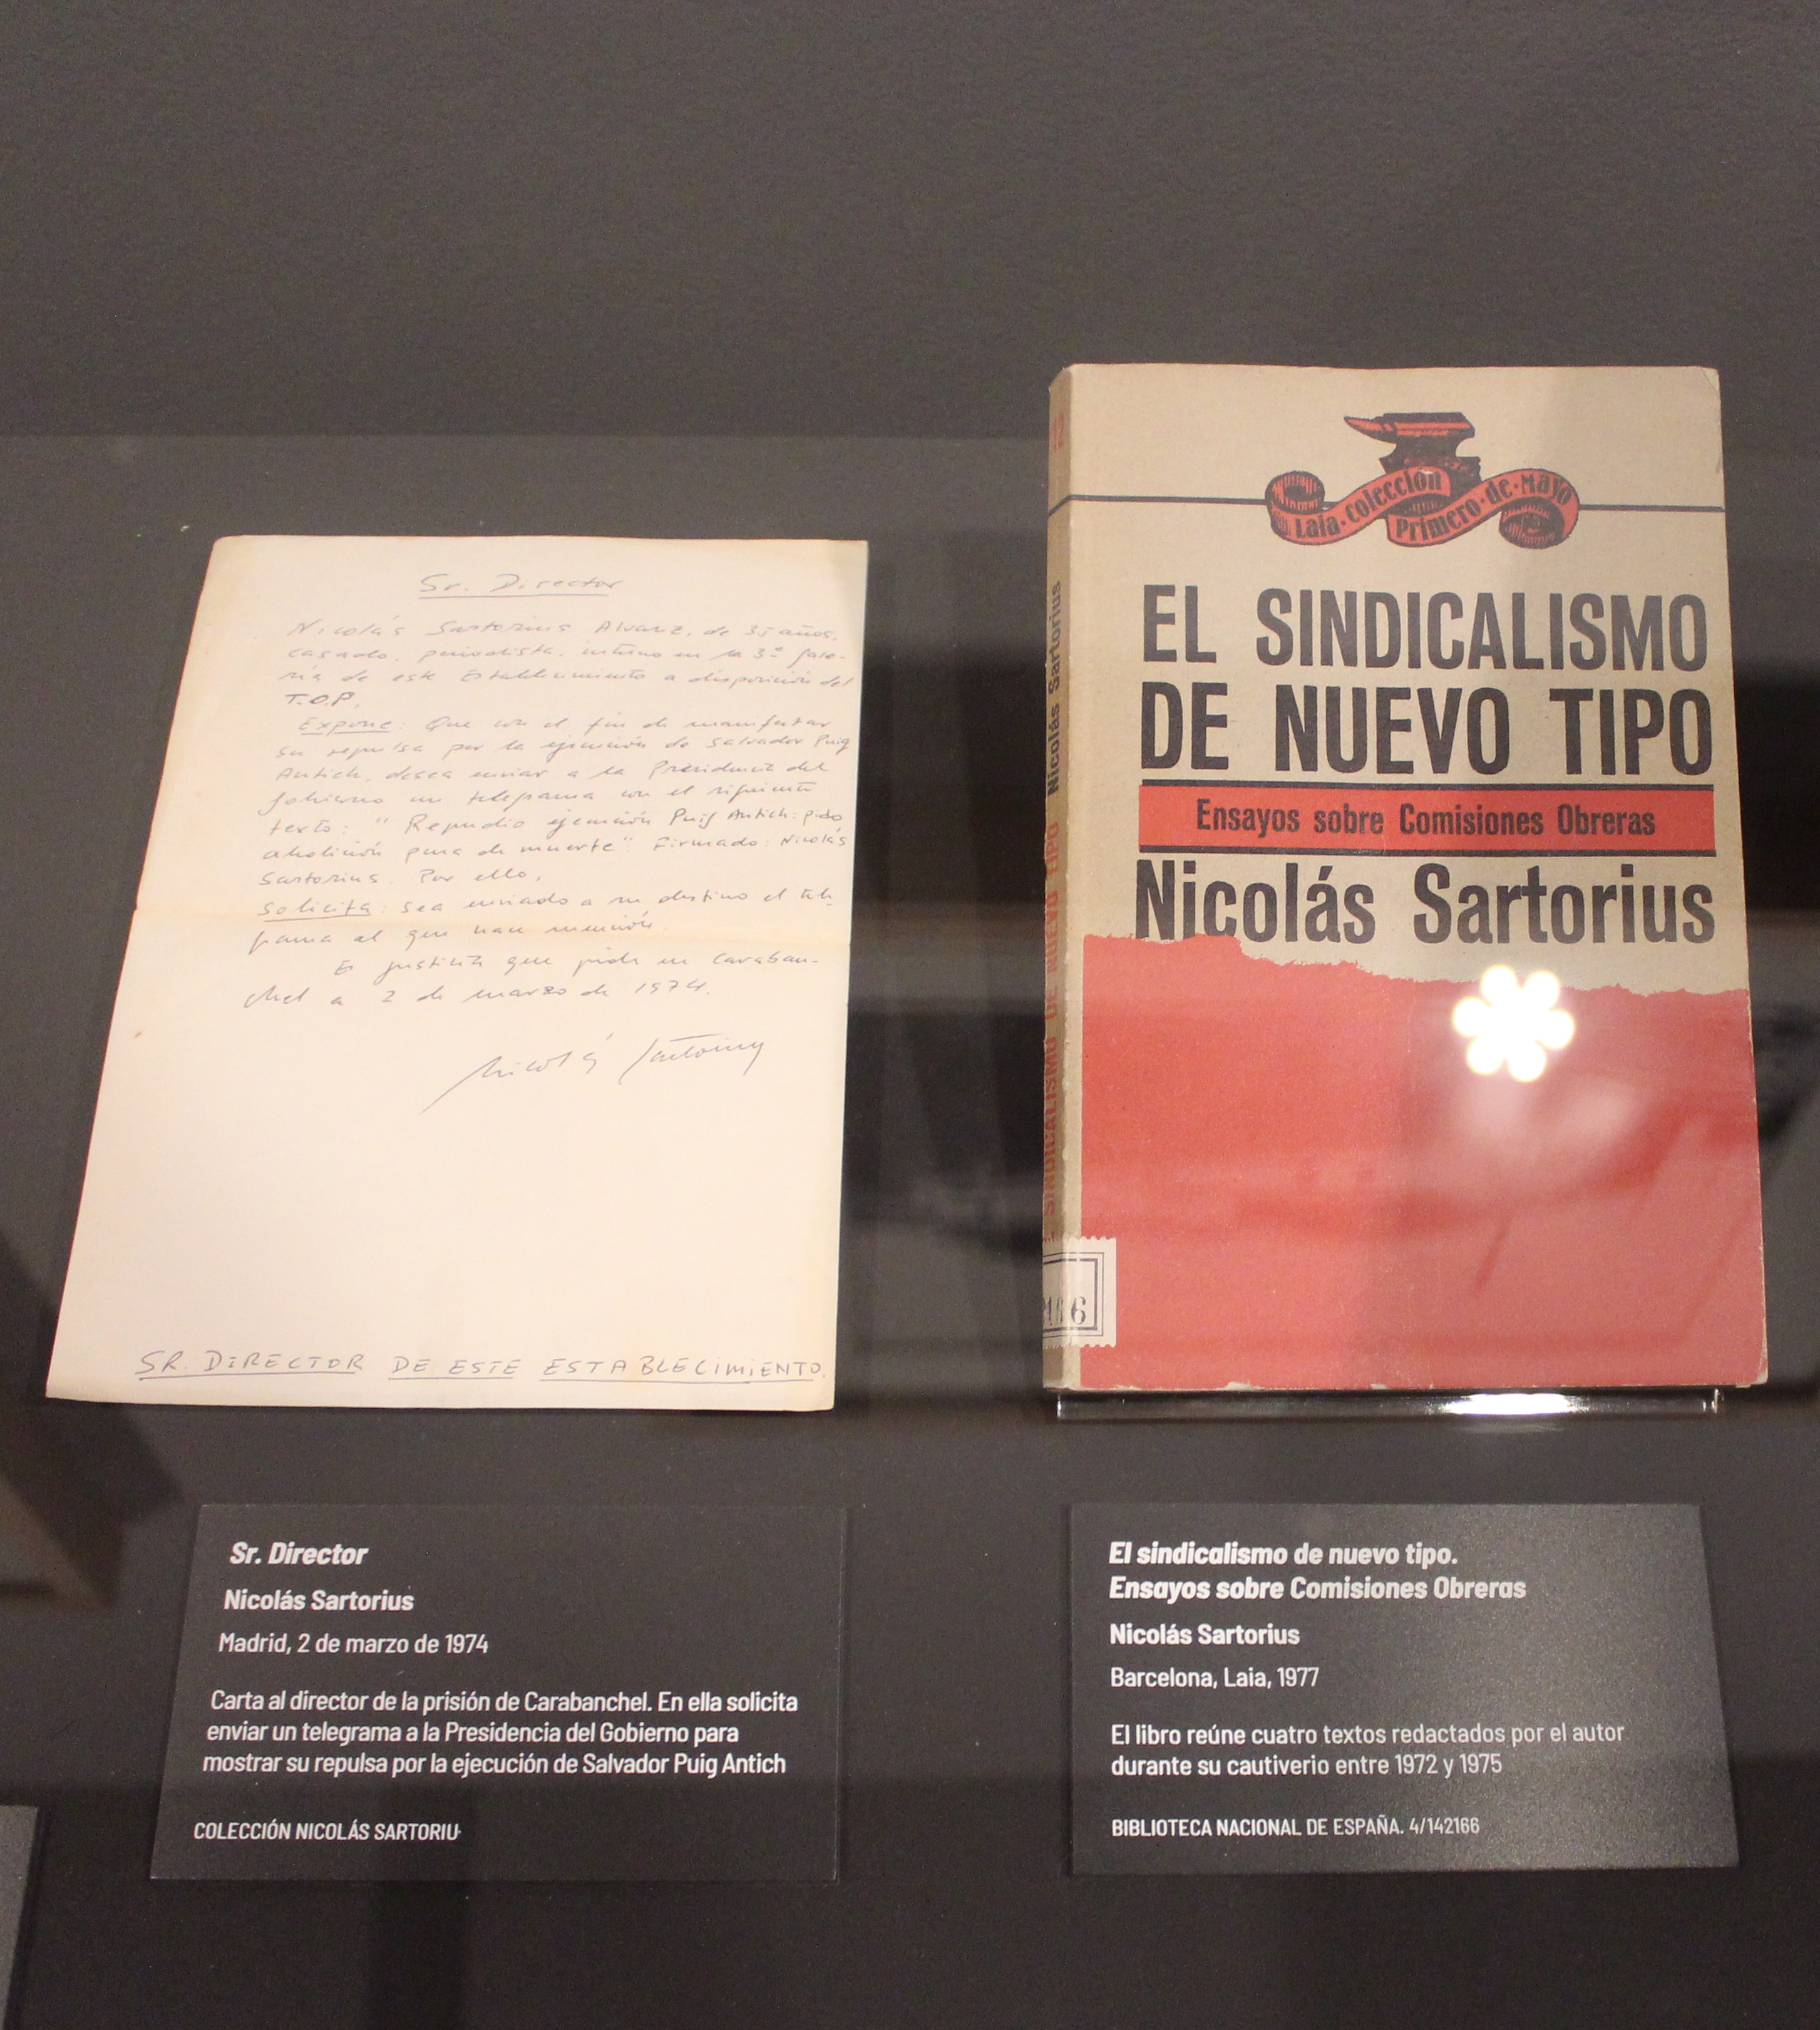 Sr. Director
Nicolás Sartorius Alvarez, de 35 años,
casado, periodista, interno en la 3ª gale-
ría de este Establecimiento a disposición del
T.O.P,
Expone: Que con el fin de manifestar
su repulsa por la ejecución de Salvador Puig
Antich, desea enviar a la Presidencia del
Gobierno un telegrama con el siguiente
texto: "Repudio ejecución Puig Antich: pido
abolición pena de muerte". Firmado: Nicolás
Sartorius. Por ello,
Solicita: sea enviado a su destino el tele-
grama al que hace mención.
Es justicia que pide en Caraban-
chel a 2 de marzo de 1974.
Nicolás Sartorius
SR. DIRECTOR DE ESTE ESTABLECIMIENTO.
12
Nicolás Sartorius
SINDICALISMO DE NUEVO TIPO
Laia·colección
Primero·de·Mayo
EL SINDICALISMO
DE NUEVO TIPO
Ensayos sobre Comisiones Obreras
Nicolás Sartorius
Sr. Director
Nicolás Sartorius
Madrid, 2 de marzo de 1974
Carta al director de la prisión de Carabanchel. En ella solicita
enviar un telegrama a la Presidencia del Gobierno para
mostrar su repulsa por la ejecución de Salvador Puig Antich
COLECCIÓN NICOLÁS SARTORIU
El sindicalismo de nuevo tipo.
Ensayos sobre Comisiones Obreras
Nicolás Sartorius
Barcelona, Laia, 1977
El libro reúne cuatro textos redactados por el autor
durante su cautiverio entre 1972 y 1975
BIBLIOTECA NACIONAL DE ESPAÑA. 4/142166